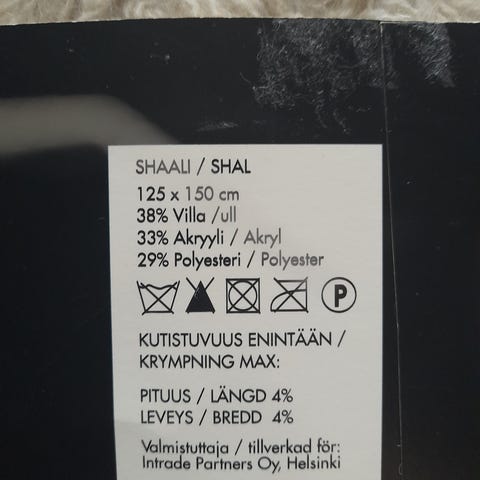 SHAALI / SHAL
125 x 150 cm
38% Villa /ull
33% Akryyli / Akryl
29% Polyesteri / Polyester
P
KUTISTUVUUS ENINTÄÄN /
KRYMPNING MAX:
PITUUS / LÄNGD 4%
LEVEYS / BREDD 4%
Valmistuttaja / tillverkad för:
Intrade Partners Oy, Helsinki